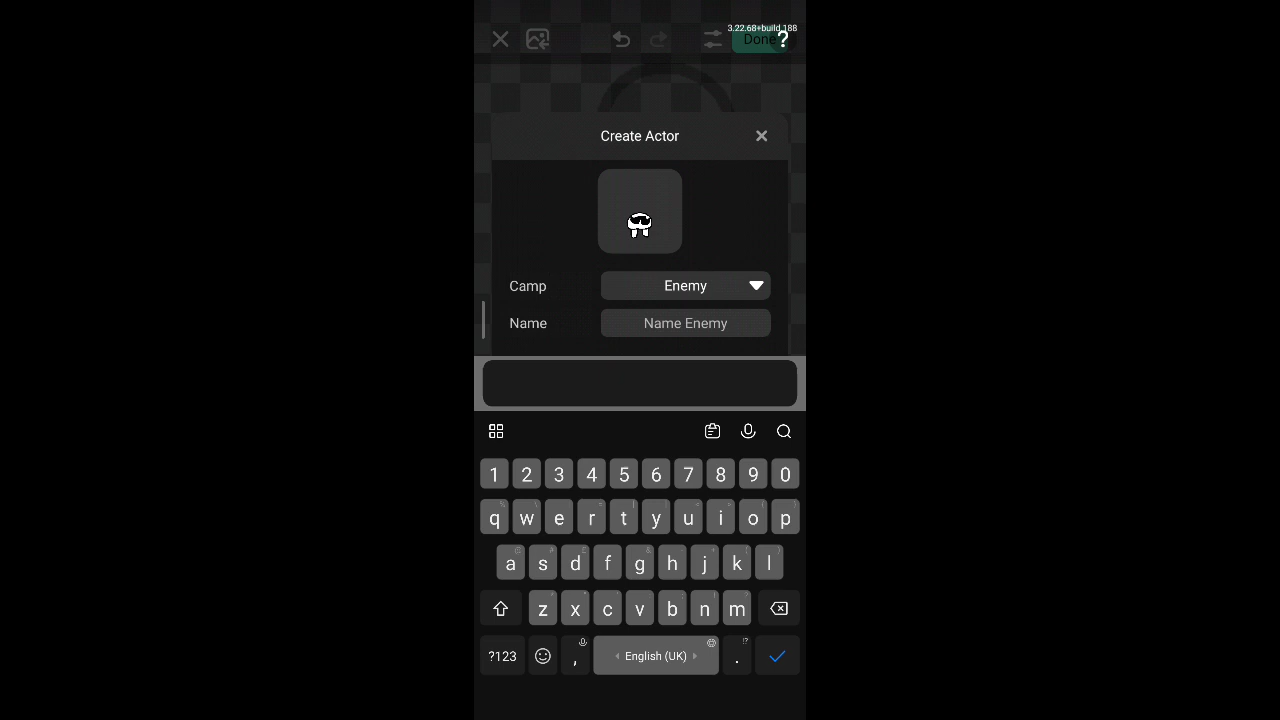 3.22.68+build.188
Done
?
Create Actor
Camp
Enemy
Name
Name Enemy
1 2 3 4 5 6 7 8 9 0
q w e r t y u i o p
a s d f g h j k l
z x c v b n m
?123 , English (UK) . !?